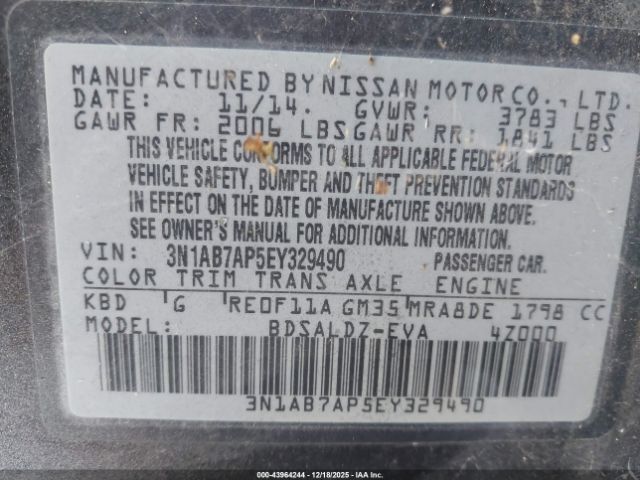 MANUFACTURED BY NISSAN MOTOR CO., LTD.
DATE: 11/14. GVWR: 3783 LBS
GAWR FR: 2006 LBS GAWR RR: 1841 LBS
THIS VEHICLE CONFORMS TO ALL APPLICABLE FEDERAL MOTOR
VEHICLE SAFETY, BUMPER AND THEFT PREVENTION STANDARDS
IN EFFECT ON THE DATE OF MANUFACTURE SHOWN ABOVE.
SEE OWNER'S MANUAL FOR ADDITIONAL INFORMATION.
VIN: 3N1AB7AP5EY329490 PASSENGER CAR.
COLOR TRIM TRANS AXLE ENGINE
KBD G RE0F11A GM35 MRA8DE 1798 CC
MODEL: BDSALDZ-EVA 4Z000
3N1AB7AP5EY329490
000-43964244 - 12/18/2025 - IAA Inc.